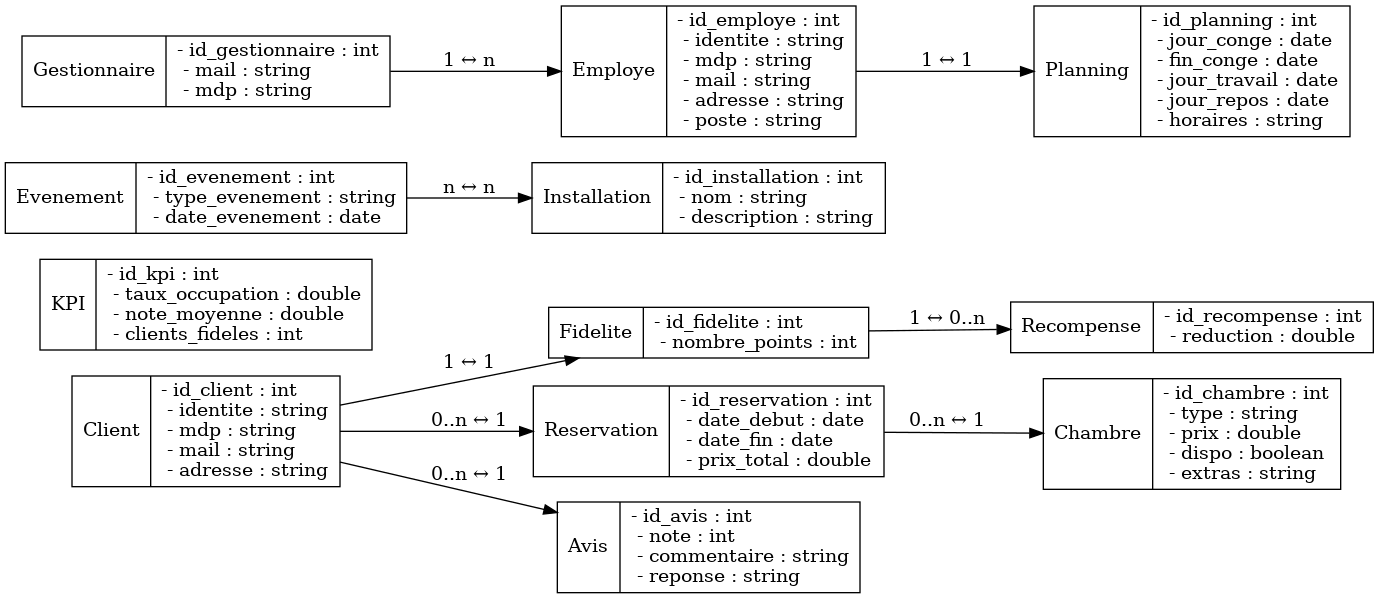 Gestionnaire
- id_gestionnaire : int
- mail : string
- mdp : string
1 ↔ n
Employe
- id_employe : int
- identite : string
- mdp : string
- mail : string
- adresse : string
- poste : string
1 ↔ 1
Planning
- id_planning : int
- jour_conge : date
- fin_conge : date
- jour_travail : date
- jour_repos : date
- horaires : string
Evenement
- id_evenement : int
- type_evenement : string
- date_evenement : date
n ↔ n
Installation
- id_installation : int
- nom : string
- description : string
KPI
- id_kpi : int
- taux_occupation : double
- note_moyenne : double
- clients_fideles : int
Client
- id_client : int
- identite : string
- mdp : string
- mail : string
- adresse : string
1 ↔ 1
Fidelite
- id_fidelite : int
- nombre_points : int
1 ↔ 0..n
Recompense
- id_recompense : int
- reduction : double
0..n ↔ 1
Reservation
- id_reservation : int
- date_debut : date
- date_fin : date
- prix_total : double
0..n ↔ 1
Chambre
- id_chambre : int
- type : string
- prix : double
- dispo : boolean
- extras : string
0..n ↔ 1
Avis
- id_avis : int
- note : int
- commentaire : string
- reponse : string